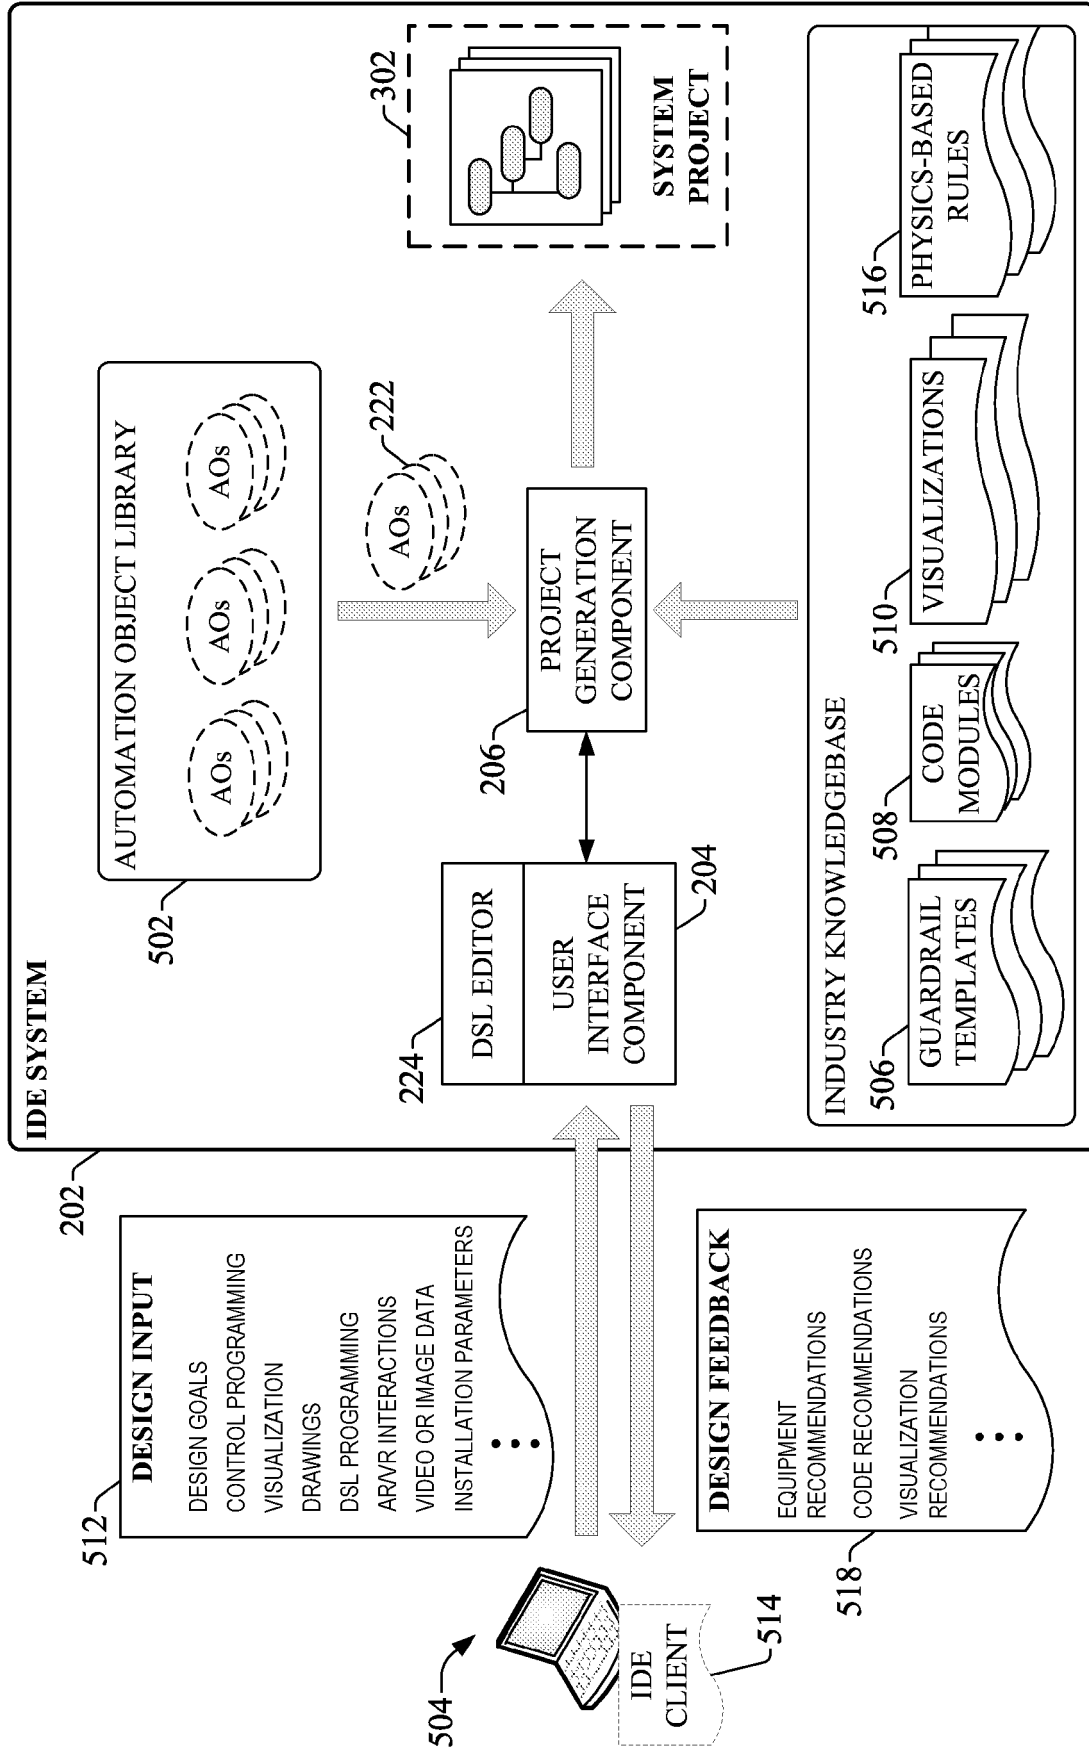 504
IDE
CLIENT
514
512
DESIGN INPUT
DESIGN GOALS
CONTROL PROGRAMMING
VISUALIZATION
DRAWINGS
DSL PROGRAMMING
AR/VR INTERACTIONS
VIDEO OR IMAGE DATA
INSTALLATION PARAMETERS
DESIGN FEEDBACK
EQUIPMENT
RECOMMENDATIONS
CODE RECOMMENDATIONS
VISUALIZATION
RECOMMENDATIONS
518
202
IDE SYSTEM
502
AUTOMATION OBJECT LIBRARY
AOs
AOs
AOs
AOs
222
224
DSL EDITOR
USER
INTERFACE
COMPONENT
204
206
PROJECT
GENERATION
COMPONENT
302
SYSTEM
PROJECT
INDUSTRY KNOWLEDGEBASE
506
GUARDRAIL
TEMPLATES
508
CODE
MODULES
510
VISUALIZATIONS
516
PHYSICS-BASED
RULES